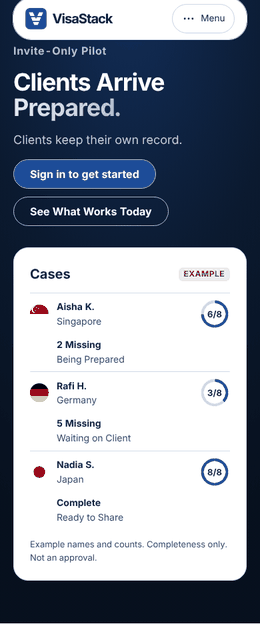 VisaStack
Menu
Invite-Only Pilot
Clients Arrive
Prepared.
Clients keep their own record.
Sign in to get started
See What Works Today
Cases
EXAMPLE
Aisha K.
Singapore
6/8
2 Missing
Being Prepared
Rafi H.
Germany
3/8
5 Missing
Waiting on Client
Nadia S.
Japan
8/8
Complete
Ready to Share
Example names and counts. Completeness only.
Not an approval.